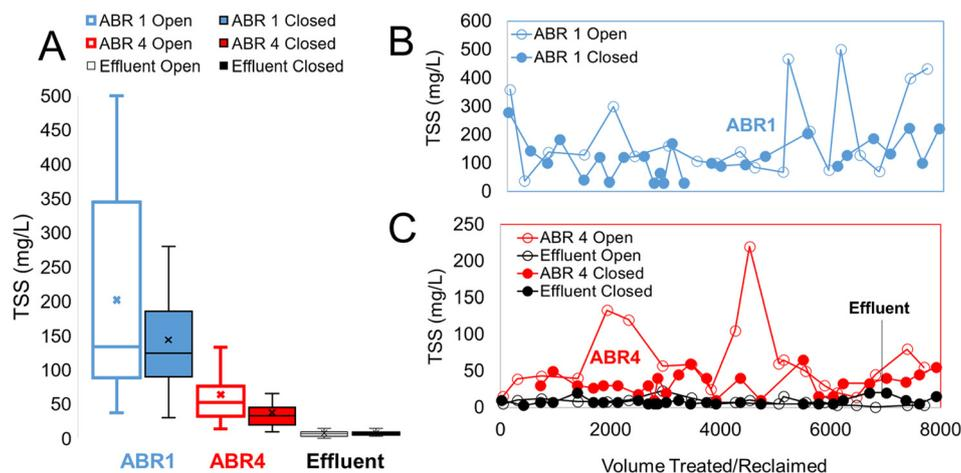 A
ABR 1 Open
ABR 1 Closed
ABR 4 Open
ABR 4 Closed
Effluent Open
Effluent Closed
TSS (mg/L)
500
450
400
350
300
250
200
150
100
50
0
ABR1
ABR4
Effluent
B
TSS (mg/L)
600
500
400
300
200
100
0
ABR 1 Open
ABR 1 Closed
ABR1
C
TSS (mg/L)
250
200
150
100
50
0
ABR 4 Open
Effluent Open
ABR 4 Closed
Effluent Closed
ABR4
Effluent
0
2000
4000
6000
8000
Volume Treated/Reclaimed